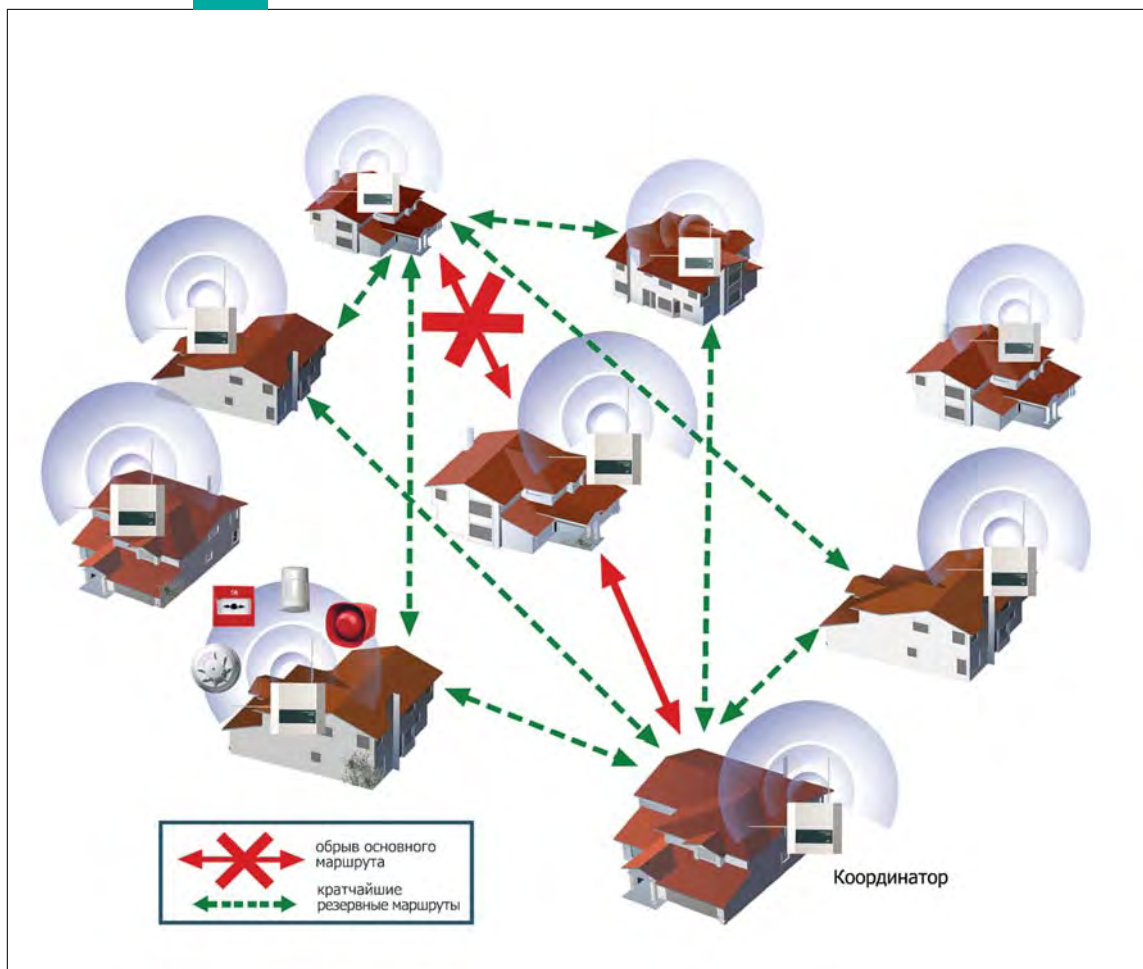 Координатор
обрыв основного
маршрута
кратчайшие
резервные маршруты